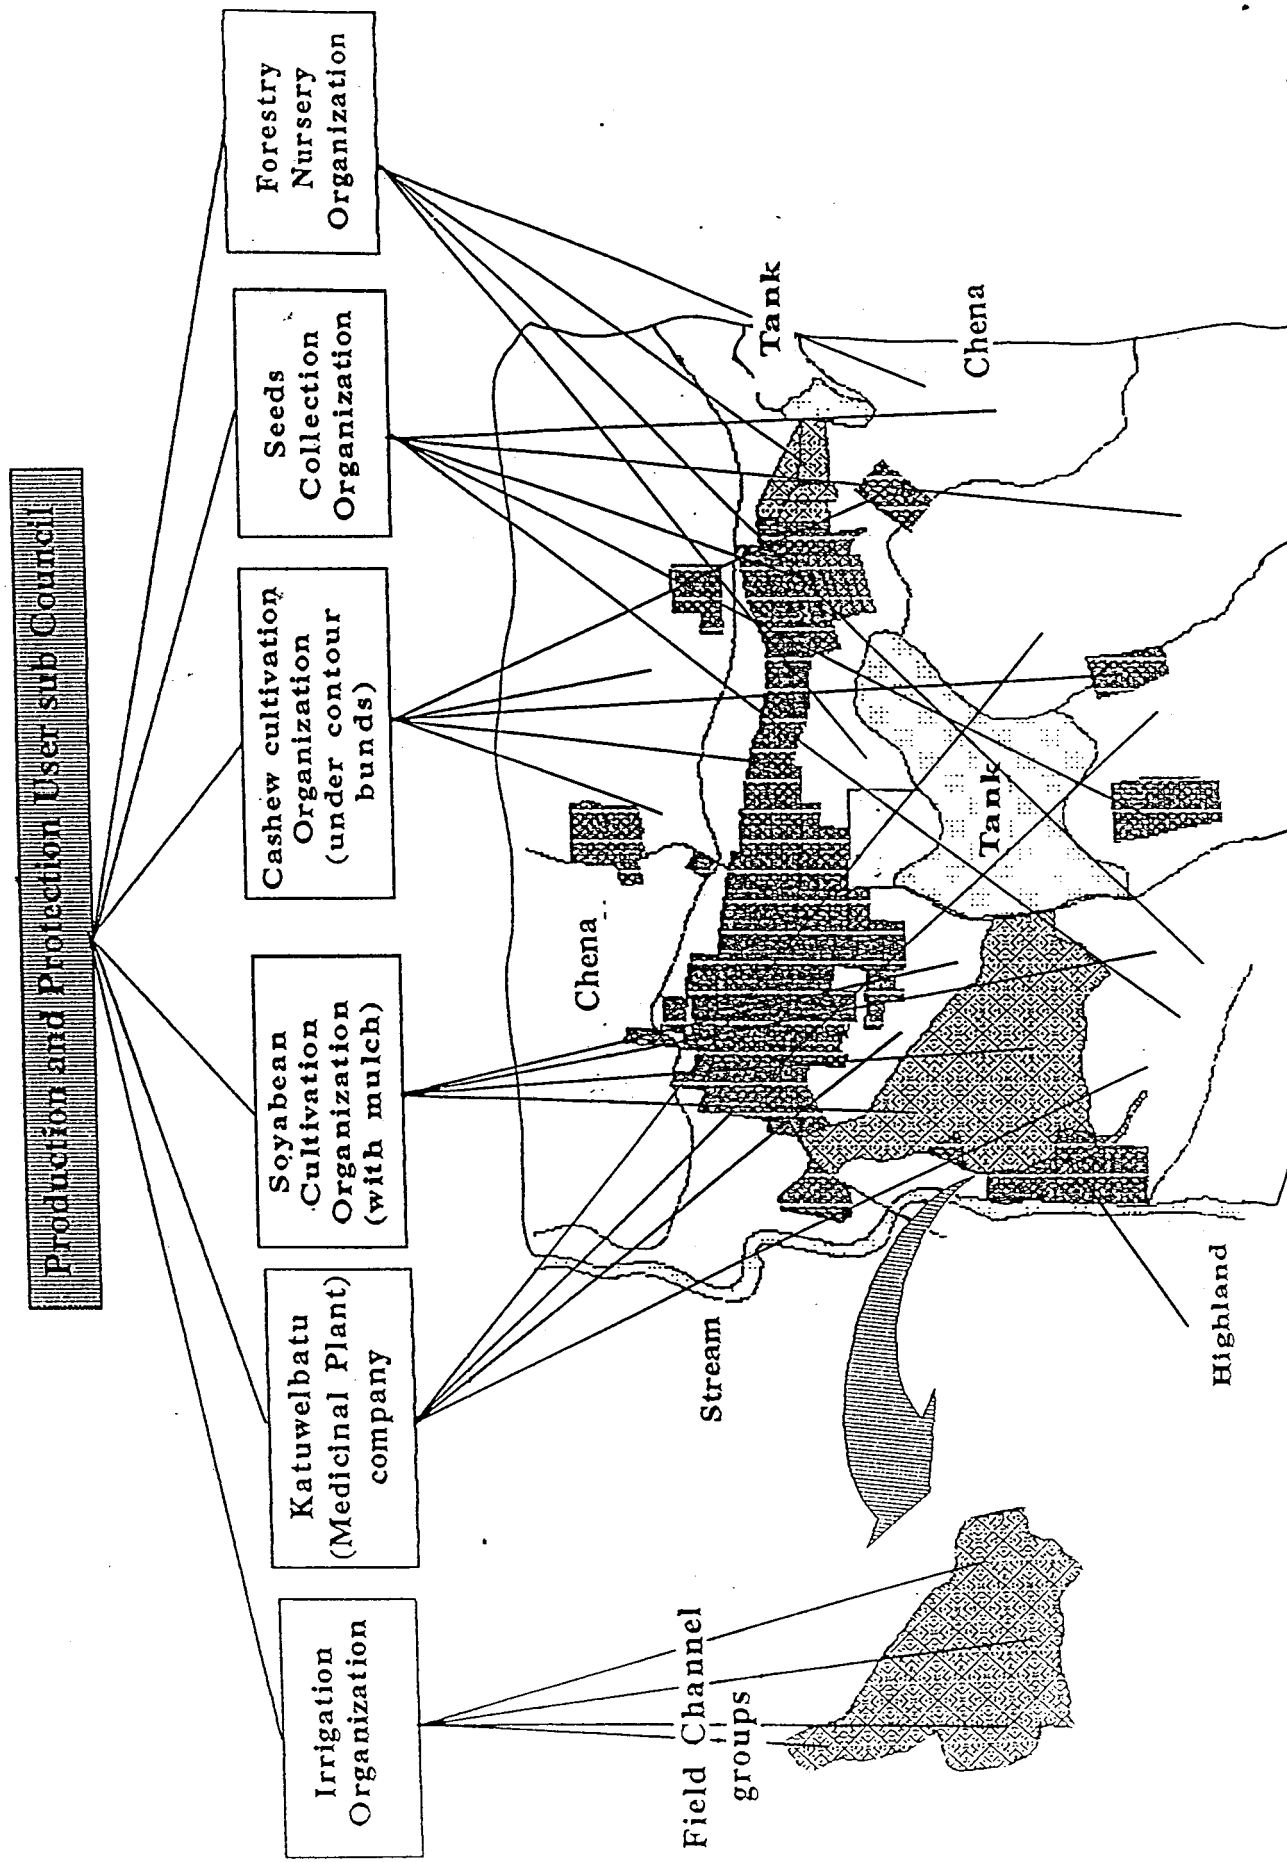 Production and Protection User sub Council
Irrigation
Organization
Katuwelbatu
(Medicinal Plant)
company
Soyabean
Cultivation
Organization
(with mulch)
Cashew cultivation
Organization
(under contour
bunds)
Seeds
Collection
Organization
Forestry
Nursery
Organization
Chena
Stream
Tank
Field Channel
groups
Tank
Chena
Highland